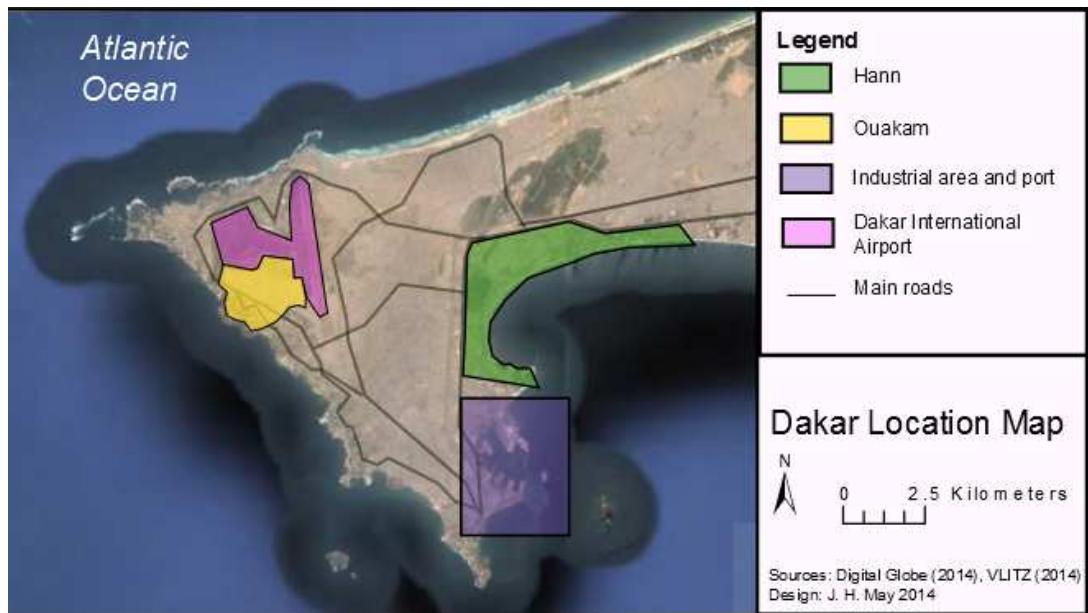 Atlantic
Ocean
Legend
Hann
Ouakam
Industrial area and port
Dakar International
Airport
Main roads
Dakar Location Map
N
0 2.5 Kilometers
Sources: Digital Globe (2014), VLITZ (2014)
Design: J. H. May 2014